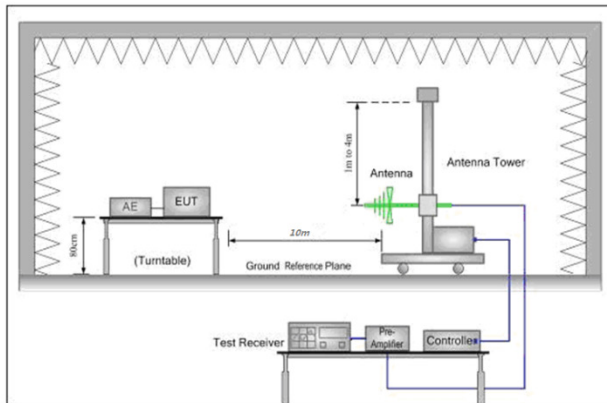 1m to 4m
Antenna
Antenna Tower
AE
EUT
80cm
(Turntable)
10m
Ground Reference Plane
Test Receiver
Pre-
Amplifier
Controller